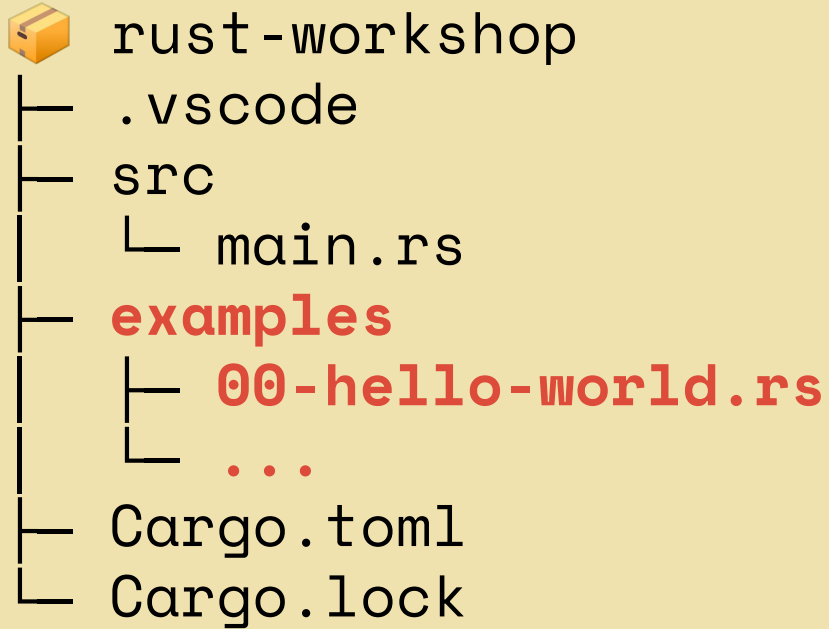 📦 rust-workshop
├─ .vscode
├─ src
│  └─ main.rs
├─ examples
│  ├─ 00-hello-world.rs
│  └─ ...
├─ Cargo.toml
└─ Cargo.lock